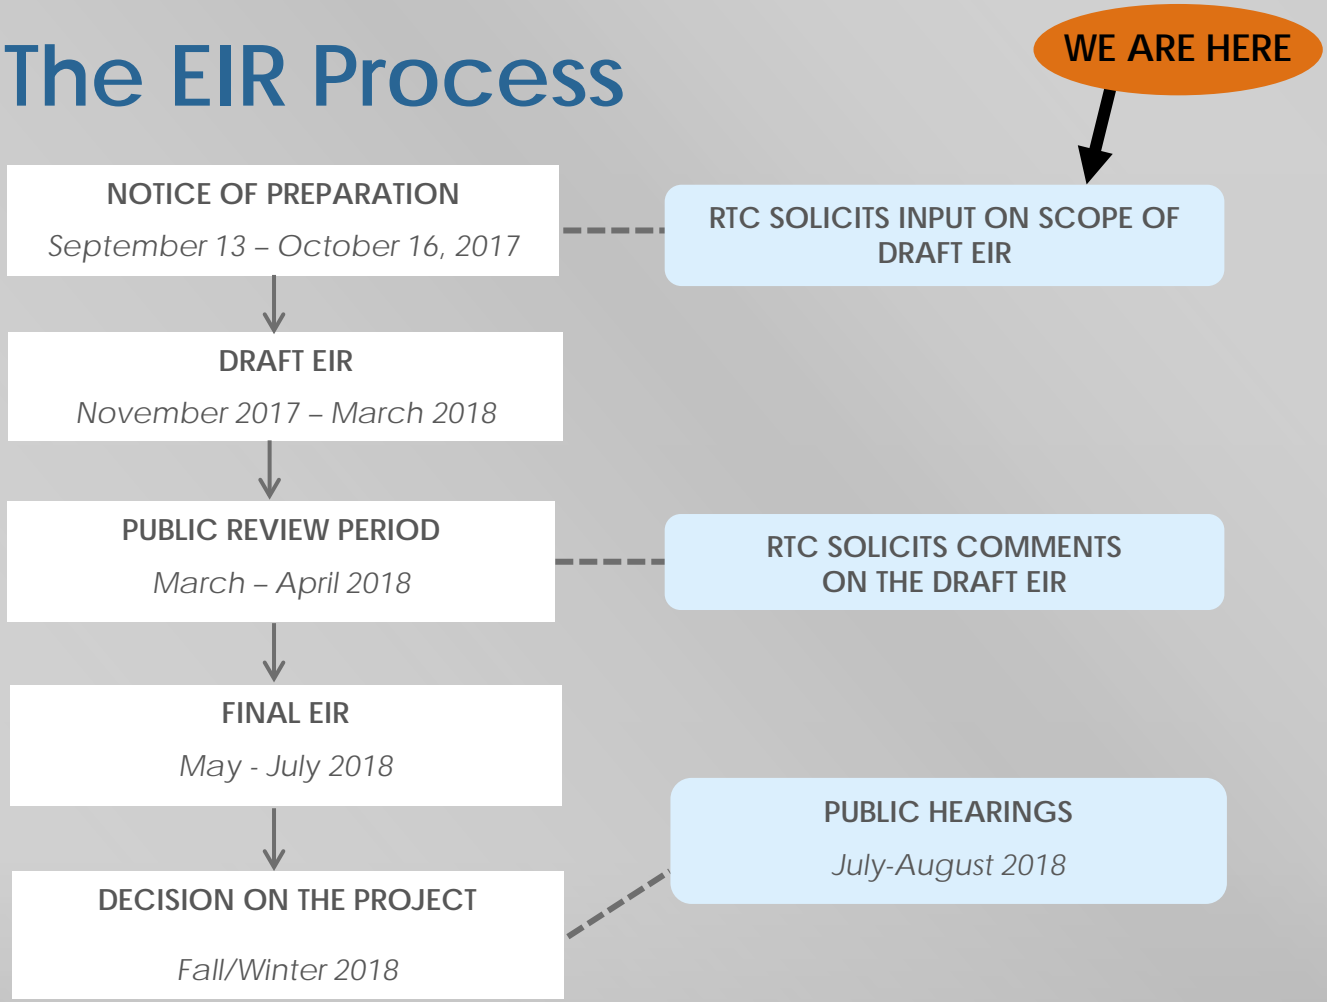 The EIR Process
WE ARE HERE
NOTICE OF PREPARATION
September 13 – October 16, 2017
RTC SOLICITS INPUT ON SCOPE OF
DRAFT EIR
DRAFT EIR
November 2017 – March 2018
PUBLIC REVIEW PERIOD
March – April 2018
RTC SOLICITS COMMENTS
ON THE DRAFT EIR
FINAL EIR
May - July 2018
PUBLIC HEARINGS
July-August 2018
DECISION ON THE PROJECT
Fall/Winter 2018